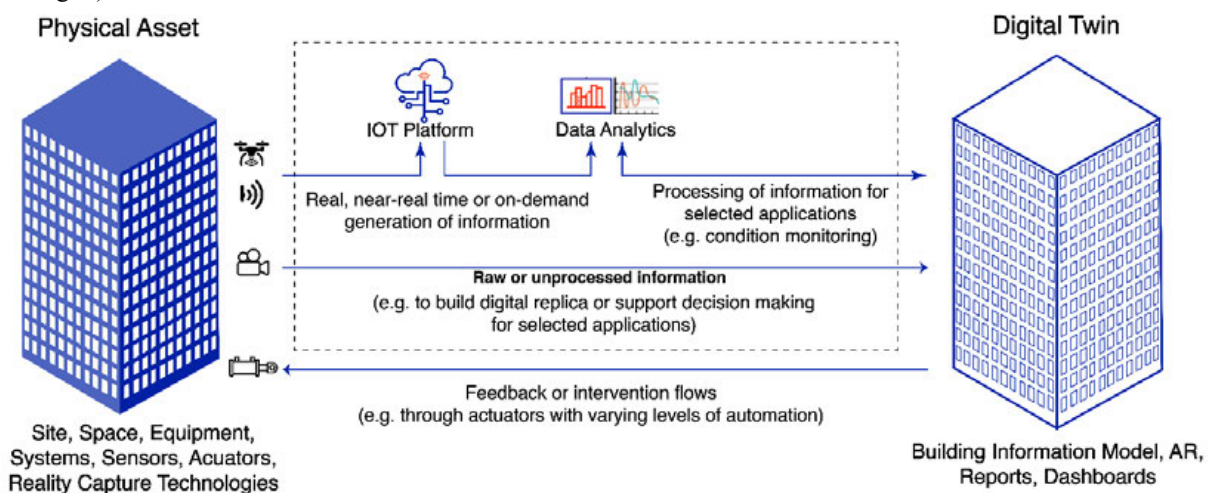 Physical Asset
Digital Twin
IOT Platform
Data Analytics
Real, near-real time or on-demand
generation of information
Processing of information for
selected applications
(e.g. condition monitoring)
Raw or unprocessed information
(e.g. to build digital replica or support decision making
for selected applications)
Feedback or intervention flows
(e.g. through actuators with varying levels of automation)
Site, Space, Equipment,
Systems, Sensors, Acuators,
Reality Capture Technologies
Building Information Model, AR,
Reports, Dashboards